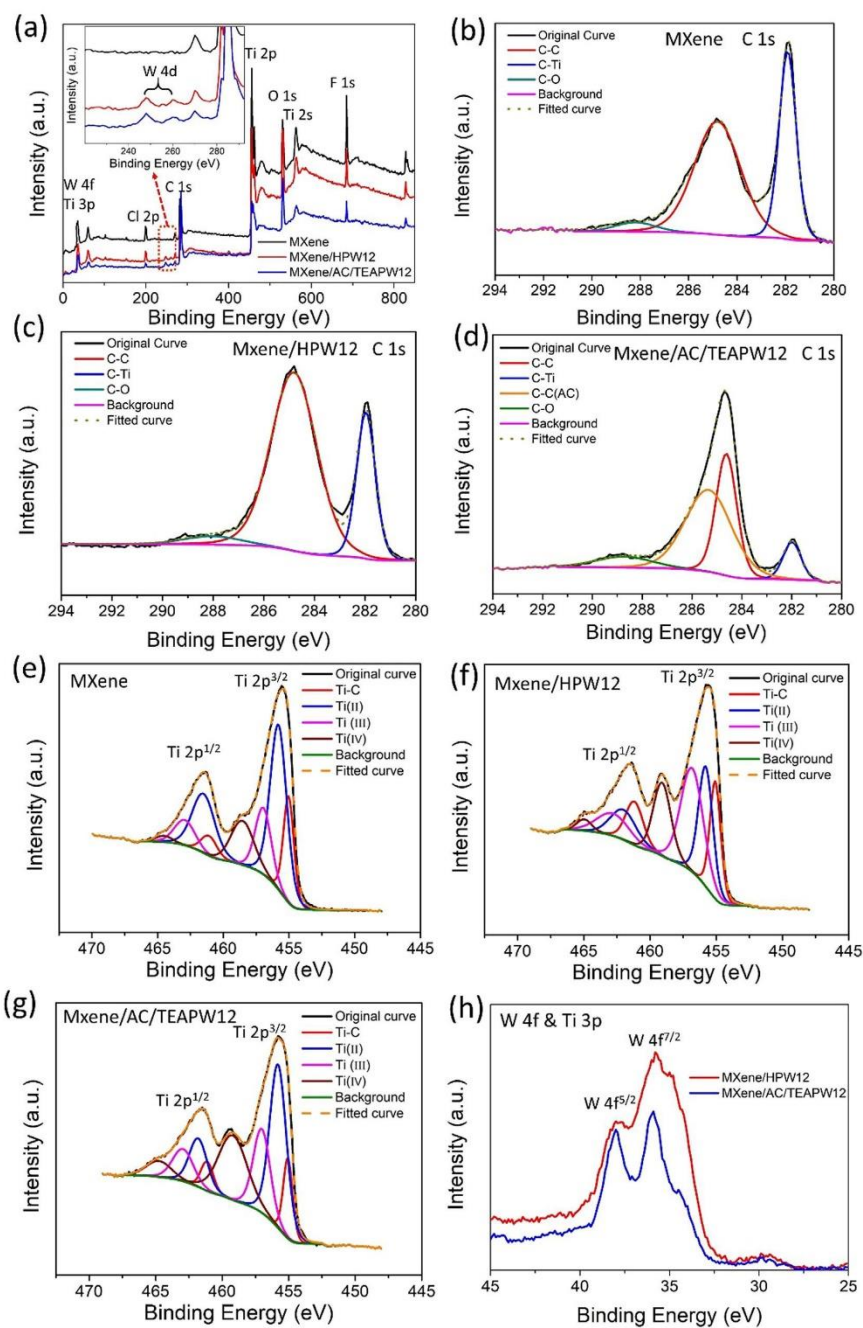 (a)
W 4d
Intensity (a.u.)
240 260 280
Binding Energy (eV)
Ti 2p
O 1s
Ti 2s
F 1s
W 4f
Ti 3p
Cl 2p
C 1s
MXene
MXene/HPW12
MXene/AC/TEAPW12
Intensity (a.u.)
0 200 400 600 800
Binding Energy (eV)
(b)
MXene C 1s
Original Curve
C-C
C-Ti
C-O
Background
Fitted curve
Intensity (a.u.)
294 292 290 288 286 284 282 280
Binding Energy (eV)
(c)
Mxene/HPW12 C 1s
Original Curve
C-C
C-Ti
C-O
Background
Fitted curve
Intensity (a.u.)
294 292 290 288 286 284 282 280
Binding Energy (eV)
(d)
Mxene/AC/TEAPW12 C 1s
Original Curve
C-C
C-Ti
C-C(AC)
C-O
Background
Fitted curve
Intensity (a.u.)
294 292 290 288 286 284 282 280
Binding Energy (eV)
(e)
MXene
Ti 2p3/2
Ti 2p1/2
Original curve
Ti-C
Ti(II)
Ti (III)
Ti(IV)
Background
Fitted curve
Intensity (a.u.)
470 465 460 455 450 445
Binding Energy (eV)
(f)
Mxene/HPW12
Ti 2p3/2
Ti 2p1/2
Original curve
Ti-C
Ti(II)
Ti (III)
Ti(IV)
Background
Fitted curve
Intensity (a.u.)
470 465 460 455 450 445
Binding Energy (eV)
(g)
Mxene/AC/TEAPW12
Ti 2p3/2
Ti 2p1/2
Original curve
Ti-C
Ti(II)
Ti (III)
Ti(IV)
Background
Fitted curve
Intensity (a.u.)
470 465 460 455 450 445
Binding Energy (eV)
(h)
W 4f & Ti 3p
W 4f7/2
W 4f5/2
MXene/HPW12
MXene/AC/TEAPW12
Intensity (a.u.)
45 40 35 30 25
Binding Energy (eV)